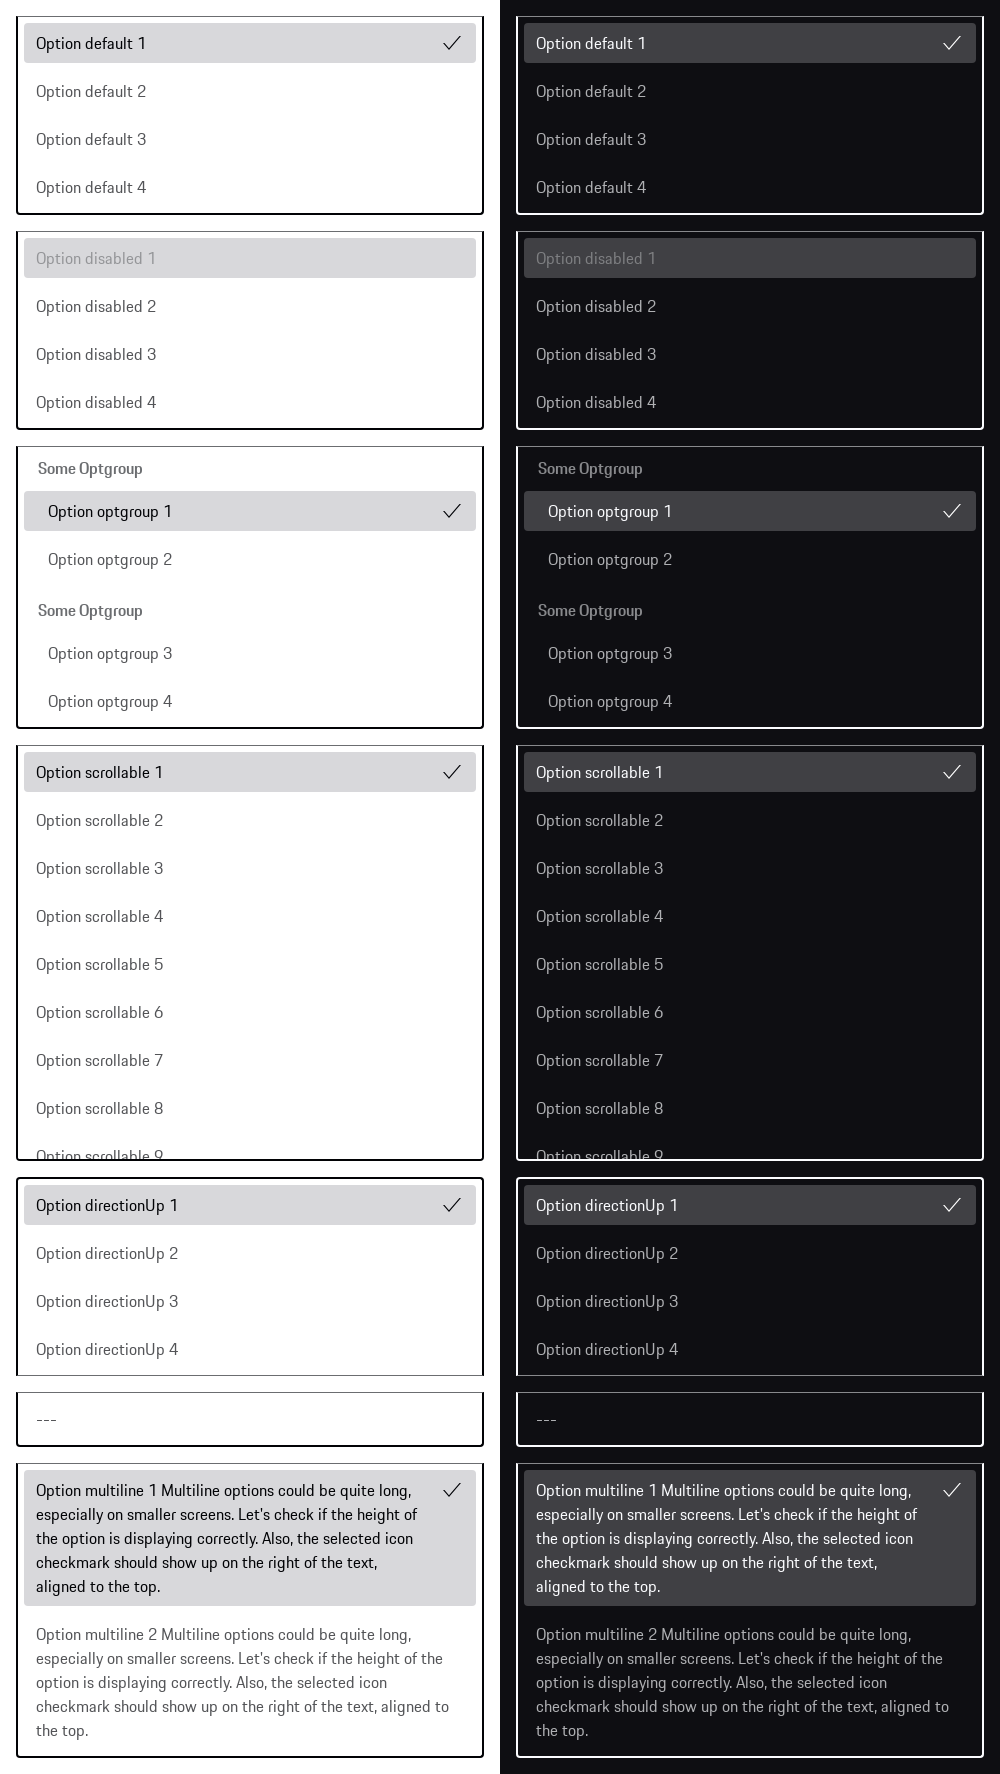 Option default 1
Option default 2
Option default 3
Option default 4
Option disabled 1
Option disabled 2
Option disabled 3
Option disabled 4
Some Optgroup
Option optgroup 1
Option optgroup 2
Some Optgroup
Option optgroup 3
Option optgroup 4
Option scrollable 1
Option scrollable 2
Option scrollable 3
Option scrollable 4
Option scrollable 5
Option scrollable 6
Option scrollable 7
Option scrollable 8
Option scrollable 9
Option directionUp 1
Option directionUp 2
Option directionUp 3
Option directionUp 4
---
Option multiline 1 Multiline options could be quite long,
especially on smaller screens. Let's check if the height of
the option is displaying correctly. Also, the selected icon
checkmark should show up on the right of the text,
aligned to the top.
Option multiline 2 Multiline options could be quite long,
especially on smaller screens. Let's check if the height of the
option is displaying correctly. Also, the selected icon
checkmark should show up on the right of the text, aligned to
the top.
Option default 1
Option default 2
Option default 3
Option default 4
Option disabled 1
Option disabled 2
Option disabled 3
Option disabled 4
Some Optgroup
Option optgroup 1
Option optgroup 2
Some Optgroup
Option optgroup 3
Option optgroup 4
Option scrollable 1
Option scrollable 2
Option scrollable 3
Option scrollable 4
Option scrollable 5
Option scrollable 6
Option scrollable 7
Option scrollable 8
Option scrollable 9
Option directionUp 1
Option directionUp 2
Option directionUp 3
Option directionUp 4
---
Option multiline 1 Multiline options could be quite long,
especially on smaller screens. Let's check if the height of
the option is displaying correctly. Also, the selected icon
checkmark should show up on the right of the text,
aligned to the top.
Option multiline 2 Multiline options could be quite long,
especially on smaller screens. Let's check if the height of the
option is displaying correctly. Also, the selected icon
checkmark should show up on the right of the text, aligned to
the top.